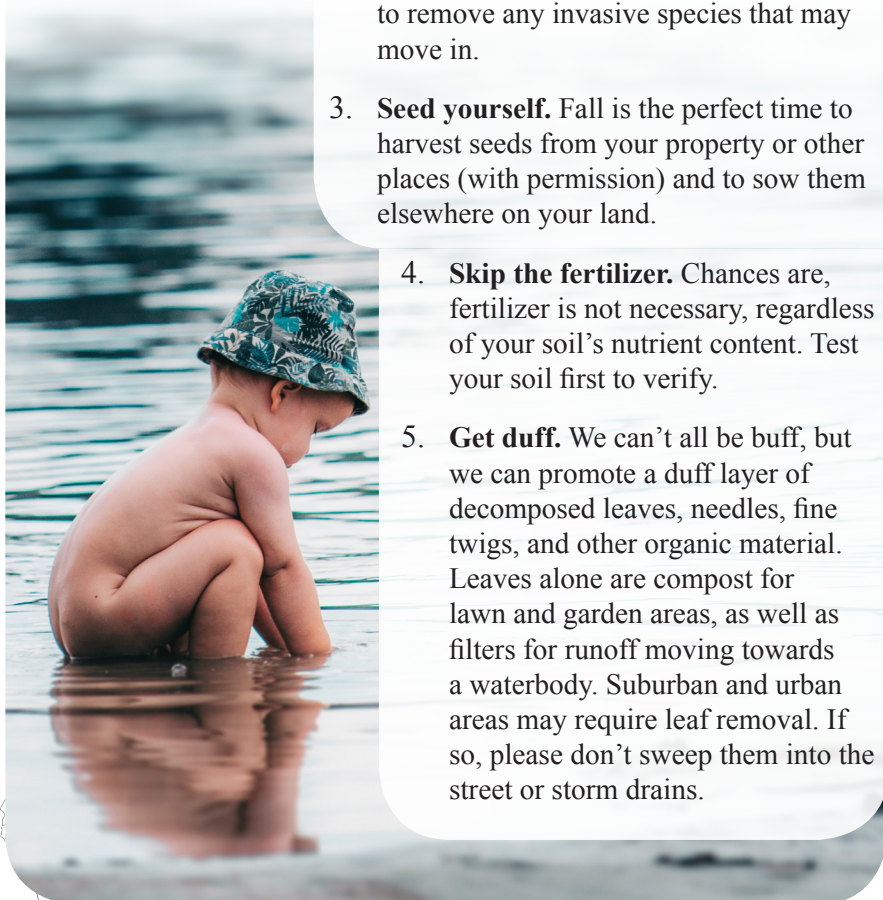 to remove any invasive species that may
move in.
3. Seed yourself. Fall is the perfect time to
harvest seeds from your property or other
places (with permission) and to sow them
elsewhere on your land.
4. Skip the fertilizer. Chances are,
fertilizer is not necessary, regardless
of your soil’s nutrient content. Test
your soil first to verify.
5. Get duff. We can’t all be buff, but
we can promote a duff layer of
decomposed leaves, needles, fine
twigs, and other organic material.
Leaves alone are compost for
lawn and garden areas, as well as
filters for runoff moving towards
a waterbody. Suburban and urban
areas may require leaf removal. If
so, please don’t sweep them into the
street or storm drains.